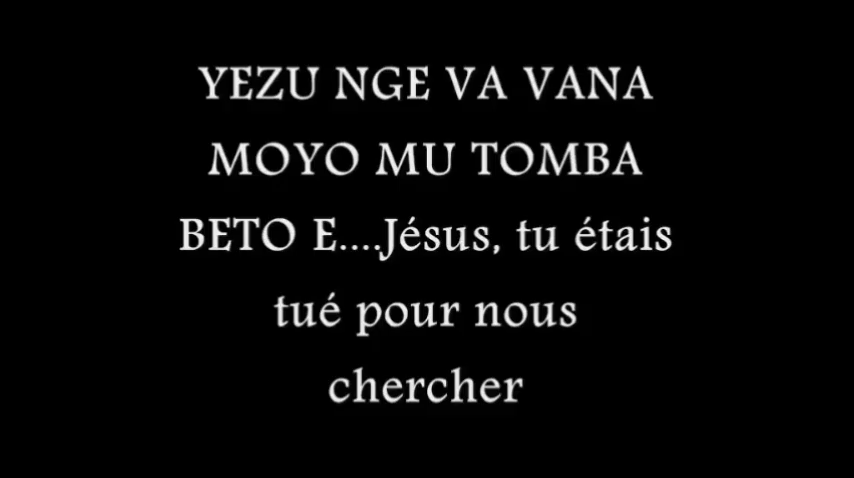 YEZU NGE VA VANA
MOYO MU TOMBA
BETO E....Jésus, tu étais
tué pour nous
chercher